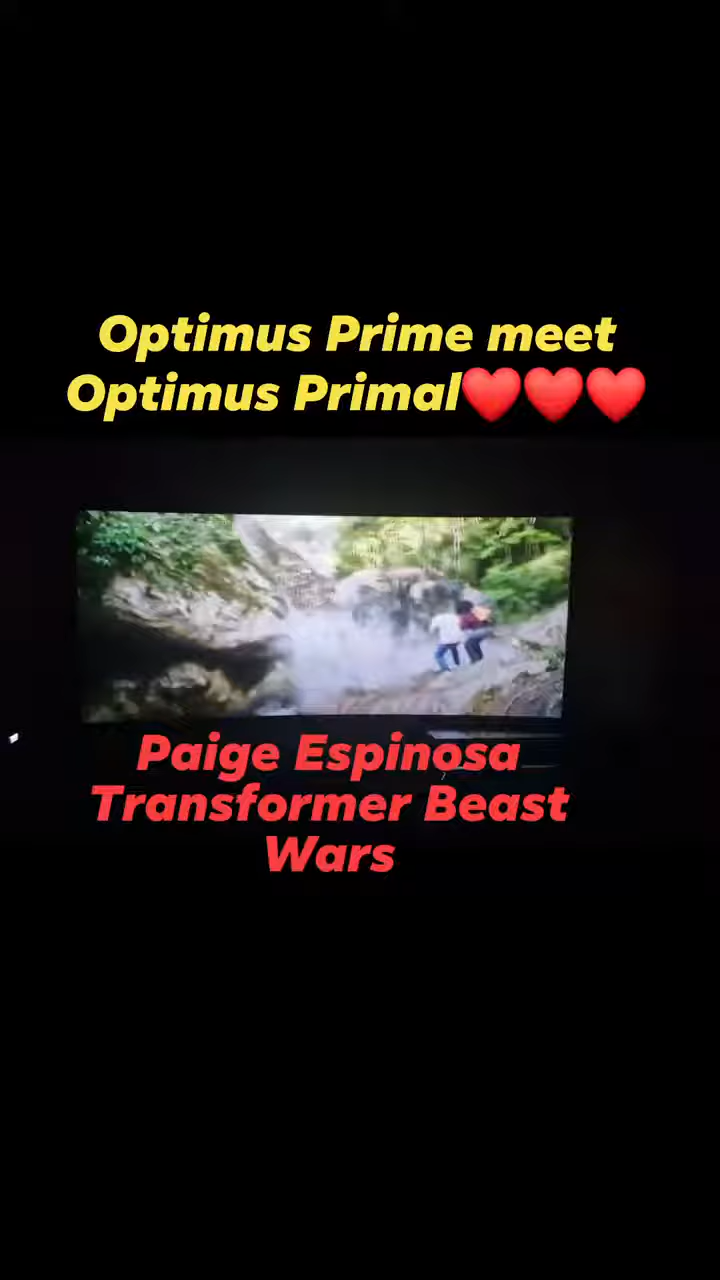 Optimus Prime meet
Optimus Primal❤️❤️❤️
Paige Espinosa
Transformer Beast
Wars